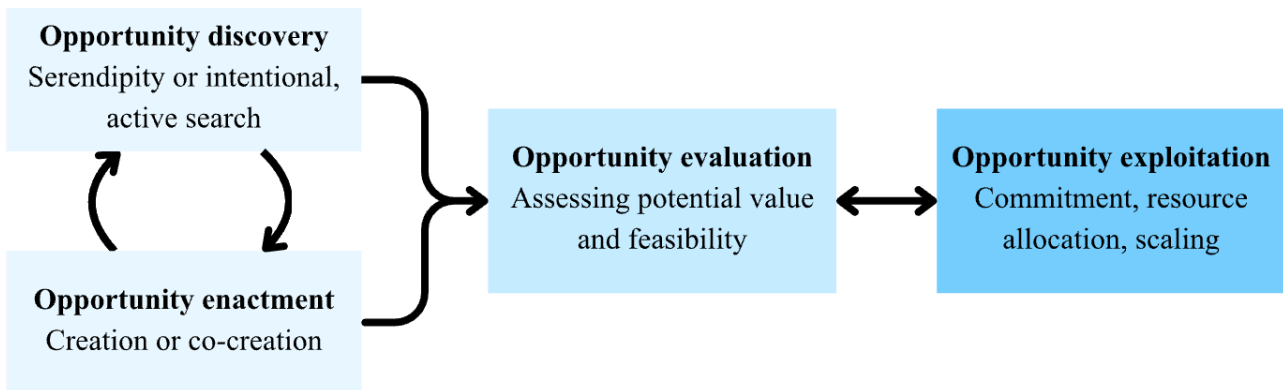 Opportunity discovery
Serendipity or intentional,
active search
Opportunity enactment
Creation or co-creation
Opportunity evaluation
Assessing potential value
and feasibility
Opportunity exploitation
Commitment, resource
allocation, scaling